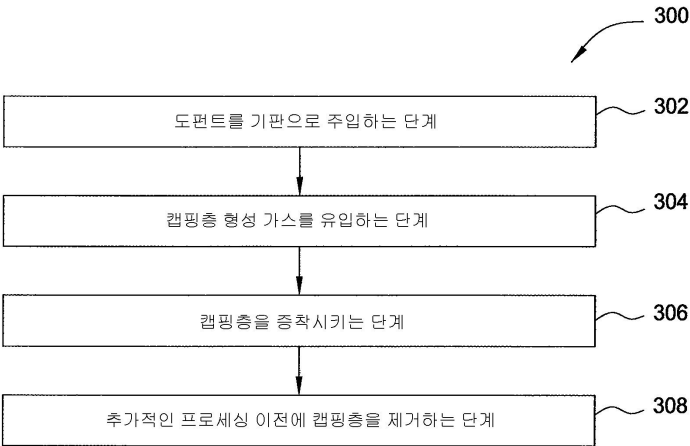 300
도펀트를 기판으로 주입하는 단계
302
캡핑층 형성 가스를 유입하는 단계
304
캡핑층을 증착시키는 단계
306
추가적인 프로세싱 이전에 캡핑층을 제거하는 단계
308